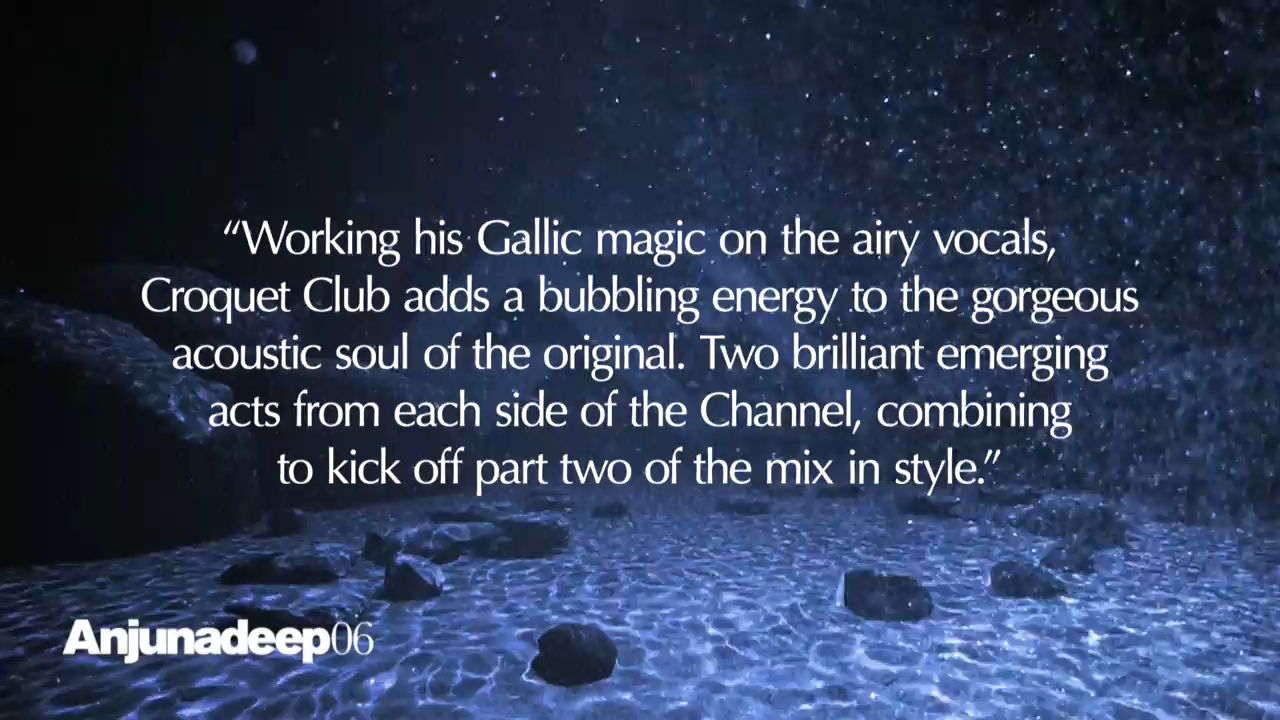 “Working his Gallic magic on the airy vocals,
Croquet Club adds a bubbling energy to the gorgeous
acoustic soul of the original. Two brilliant emerging
acts from each side of the Channel, combining
to kick off part two of the mix in style.”
Anjunadeep06